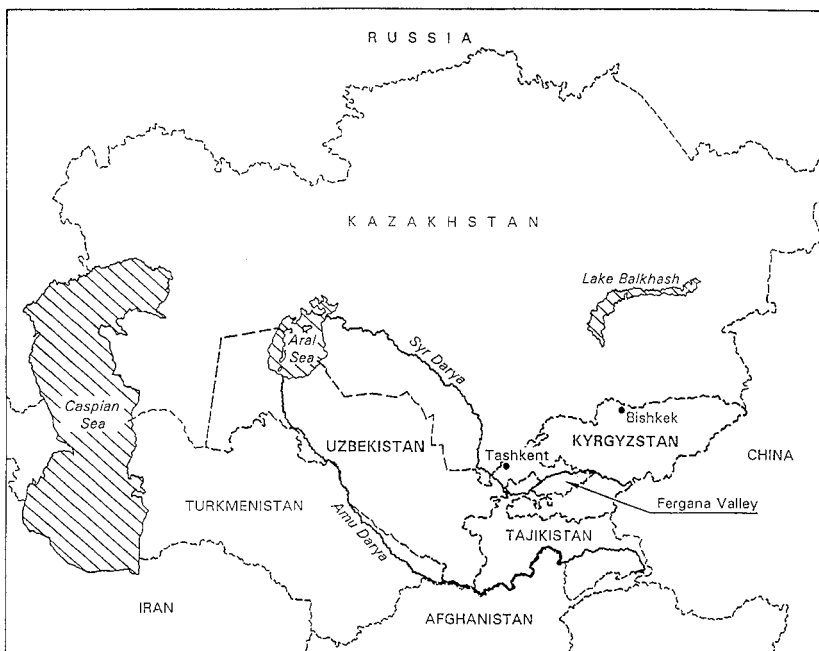 RUSSIA
KAZAKHSTAN
Lake Balkhash
Aral
Sea
Syr Darya
Caspian
Sea
Bishkek
UZBEKISTAN
KYRGYZSTAN
Tashkent
CHINA
TURKMENISTAN
Fergana Valley
Amu Darya
TAJIKISTAN
IRAN
AFGHANISTAN